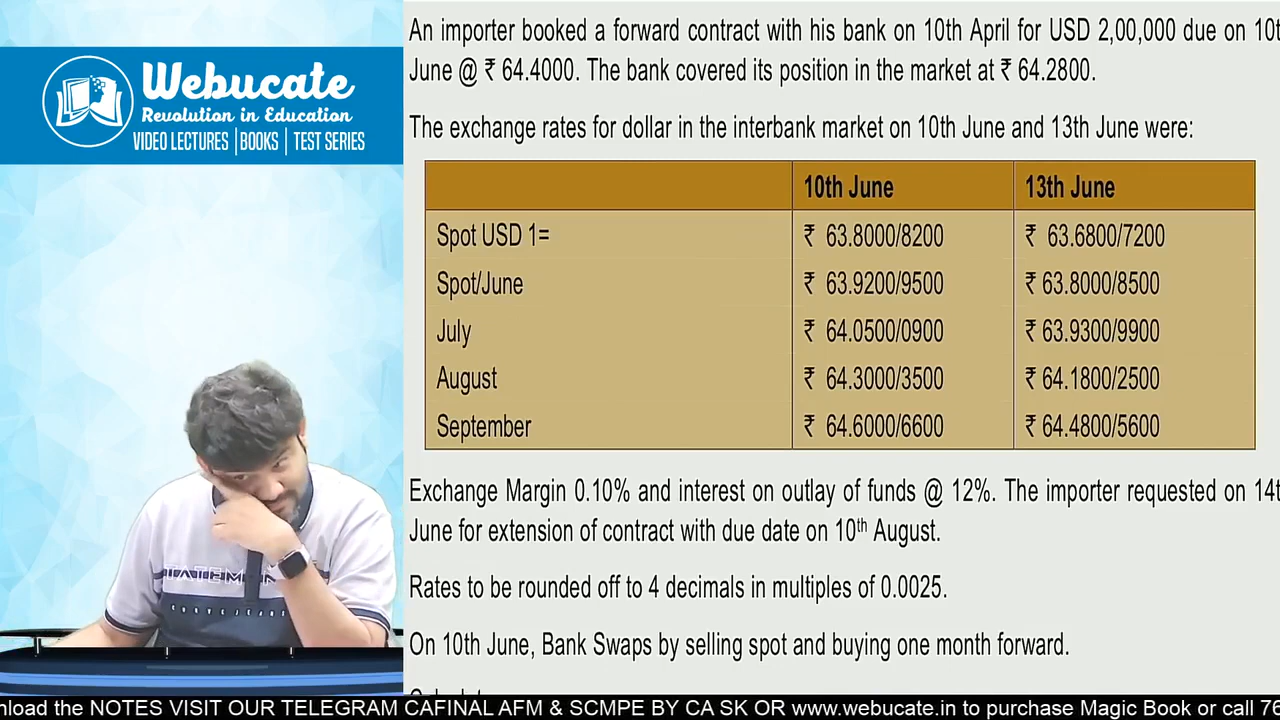 Webucate
Revolution in Education
VIDEO LECTURES | BOOKS | TEST SERIES
An importer booked a forward contract with his bank on 10th April for USD 2,00,000 due on 10t
June @ ₹ 64.4000. The bank covered its position in the market at ₹ 64.2800.
The exchange rates for dollar in the interbank market on 10th June and 13th June were:
10th June 13th June
Spot USD 1= ₹ 63.8000/8200 ₹ 63.6800/7200
Spot/June ₹ 63.9200/9500 ₹ 63.8000/8500
July ₹ 64.0500/0900 ₹ 63.9300/9900
August ₹ 64.3000/3500 ₹ 64.1800/2500
September ₹ 64.6000/6600 ₹ 64.4800/5600
Exchange Margin 0.10% and interest on outlay of funds @ 12%. The importer requested on 14t
June for extension of contract with due date on 10th August.
Rates to be rounded off to 4 decimals in multiples of 0.0025.
On 10th June, Bank Swaps by selling spot and buying one month forward.
nload the NOTES VISIT OUR TELEGRAM CAFINAL AFM & SCMPE BY CA SK OR www.webucate.in to purchase Magic Book or call 76